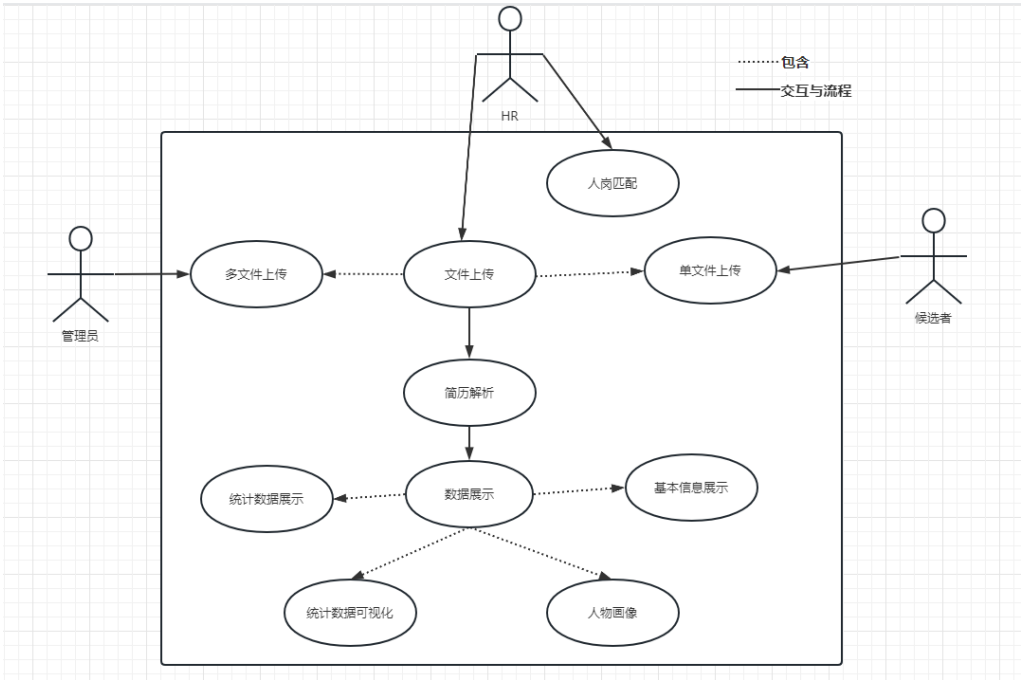 包含
交互与流程
HR
人岗匹配
多文件上传
文件上传
单文件上传
管理员
候选者
简历解析
统计数据展示
数据展示
基本信息展示
统计数据可视化
人物画像